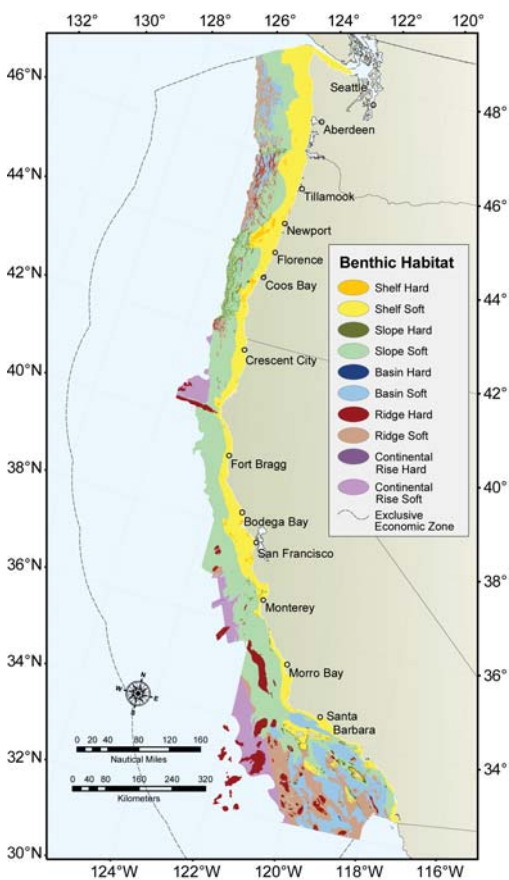 132° 130° 128° 126° 124° 122° 120°
46°N
44°N
42°N
40°N
38°N
36°N
34°N
32°N
30°N
48°
46°
44°
42°
40°
38°
36°
34°
Seattle
Aberdeen
Tillamook
Newport
Florence
Coos Bay
Crescent City
Fort Bragg
Bodega Bay
San Francisco
Monterey
Morro Bay
Santa
Barbara
Benthic Habitat
Shelf Hard
Shelf Soft
Slope Hard
Slope Soft
Basin Hard
Basin Soft
Ridge Hard
Ridge Soft
Continental
Rise Hard
Continental
Rise Soft
Exclusive
Economic Zone
N
W E
S
0 20 40 80 120 160
Nautical Miles
0 40 80 160 240 320
Kilometers
124°W 122°W 120°W 118°W 116°W